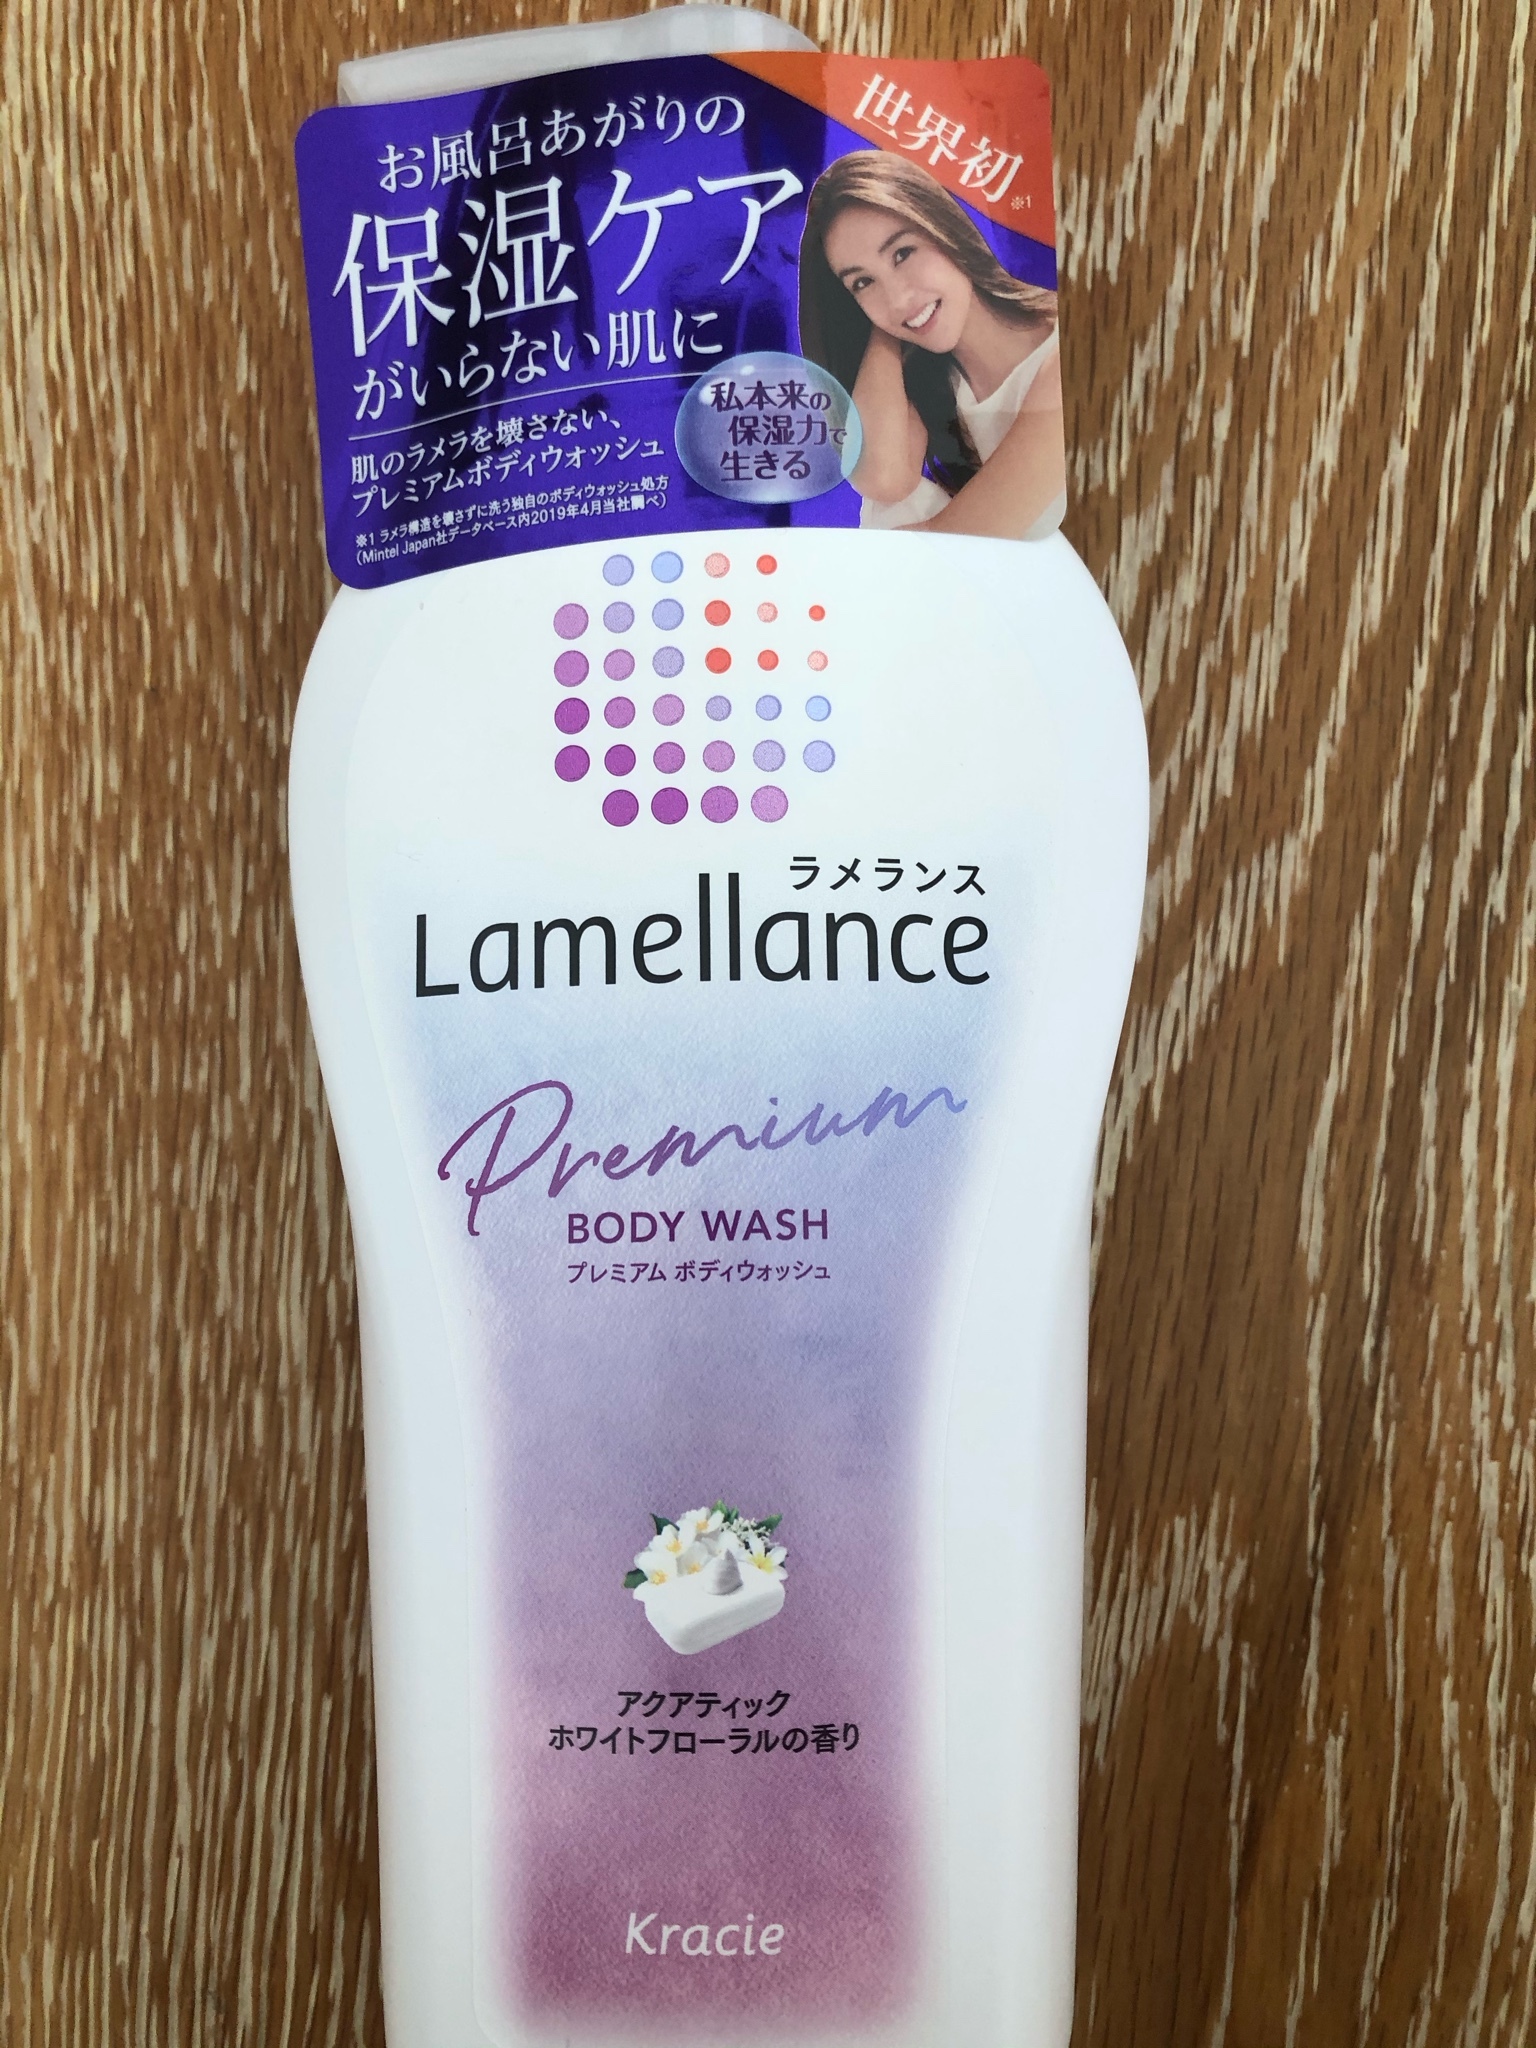 世界初
※1
お風呂あがりの
保湿ケア
がいらない肌に
私本来の
保湿力で
生きる
肌のラメラを壊さない、
プレミアムボディウォッシュ
※1 ラメラ構造を壊さずに洗う独自のボディウォッシュ処方
(Mintel Japan社データベース内2019年4月当社調べ)
ラメランス
Lamellance
Premium
BODY WASH
プレミアム ボディウォッシュ
アクアティック
ホワイトフローラルの香り
Kracie